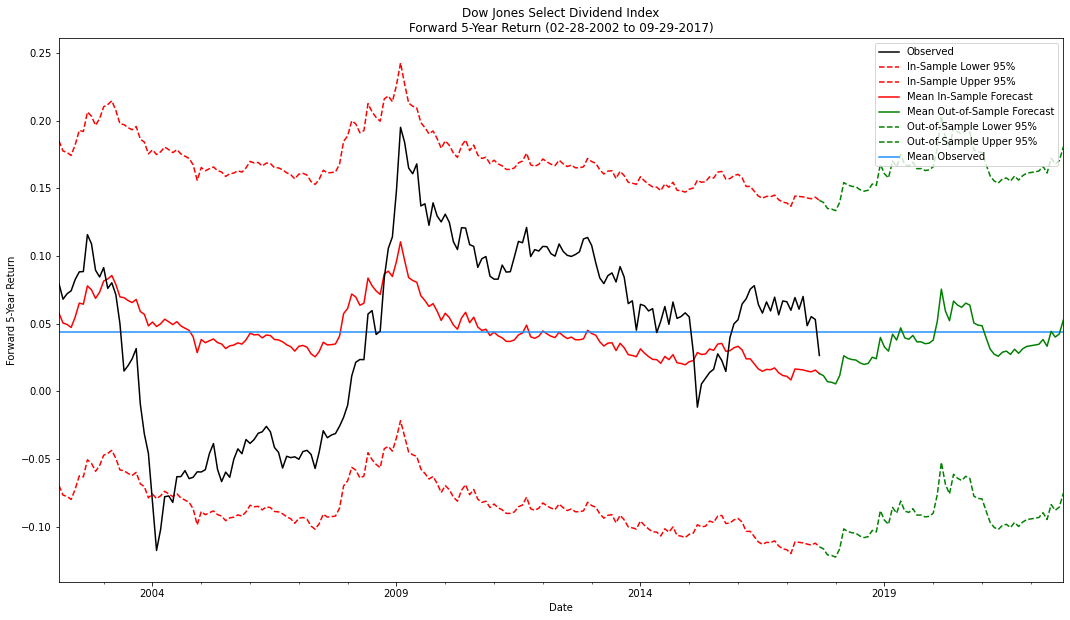 Dow Jones Select Dividend Index
Forward 5-Year Return (02-28-2002 to 09-29-2017)
Observed
In-Sample Lower 95%
In-Sample Upper 95%
Mean In-Sample Forecast
Mean Out-of-Sample Forecast
Out-of-Sample Lower 95%
Out-of-Sample Upper 95%
Mean Observed
Forward 5-Year Return
0.25
0.20
0.15
0.10
0.05
0.00
−0.05
−0.10
2004
2009
2014
2019
Date